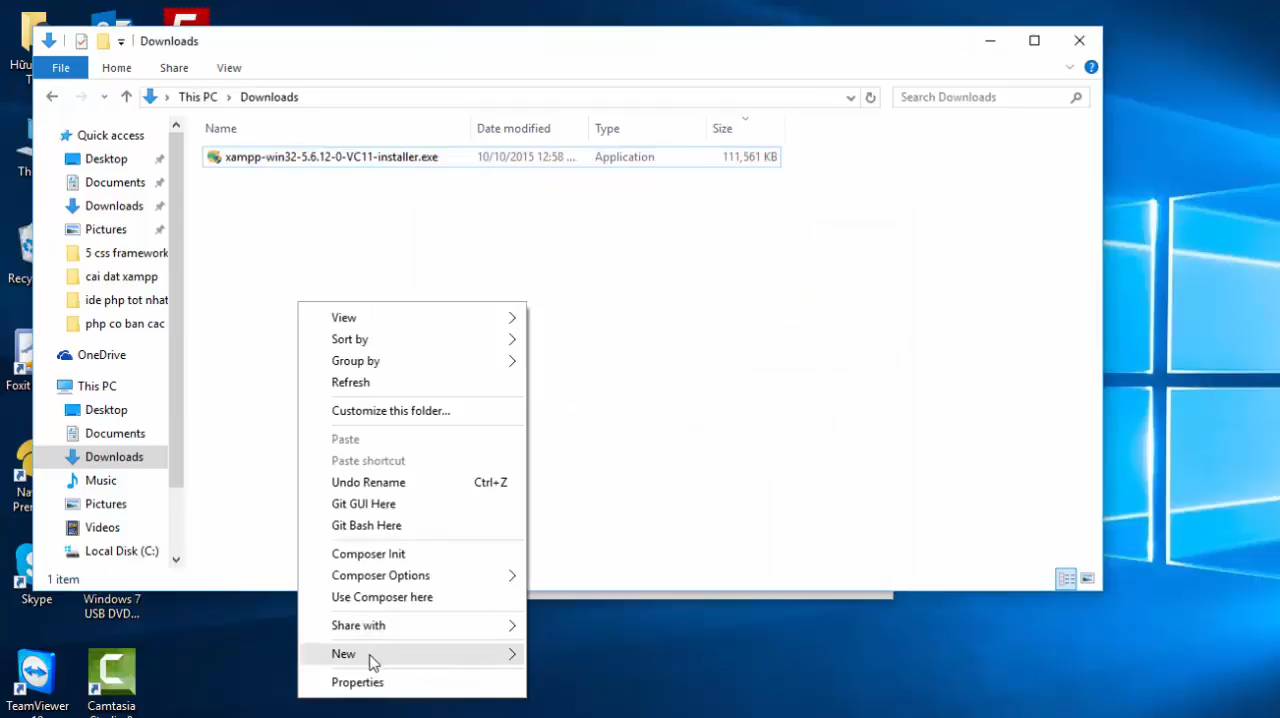 Downloads
File
Home
Share
View
This PC
Downloads
Search Downloads
Name
Date modified
Type
Size
xampp-win32-5.6.12-0-VC11-installer.exe
10/10/2015 12:58 ...
Application
111,561 KB
Quick access
Desktop
Documents
Downloads
Pictures
5 css framework
cai dat xampp
ide php tot nhat
php co ban cac
OneDrive
This PC
Desktop
Documents
Downloads
Music
Pictures
Videos
Local Disk (C:)
1 item
View
Sort by
Group by
Refresh
Customize this folder...
Paste
Paste shortcut
Undo Rename Ctrl+Z
Git GUI Here
Git Bash Here
Composer Init
Composer Options
Use Composer here
Share with
New
Properties
Hữu
T
Th
Recy
Foxit
Na
Pre
Skype
Windows 7
USB DVD...
TeamViewer
Camtasia